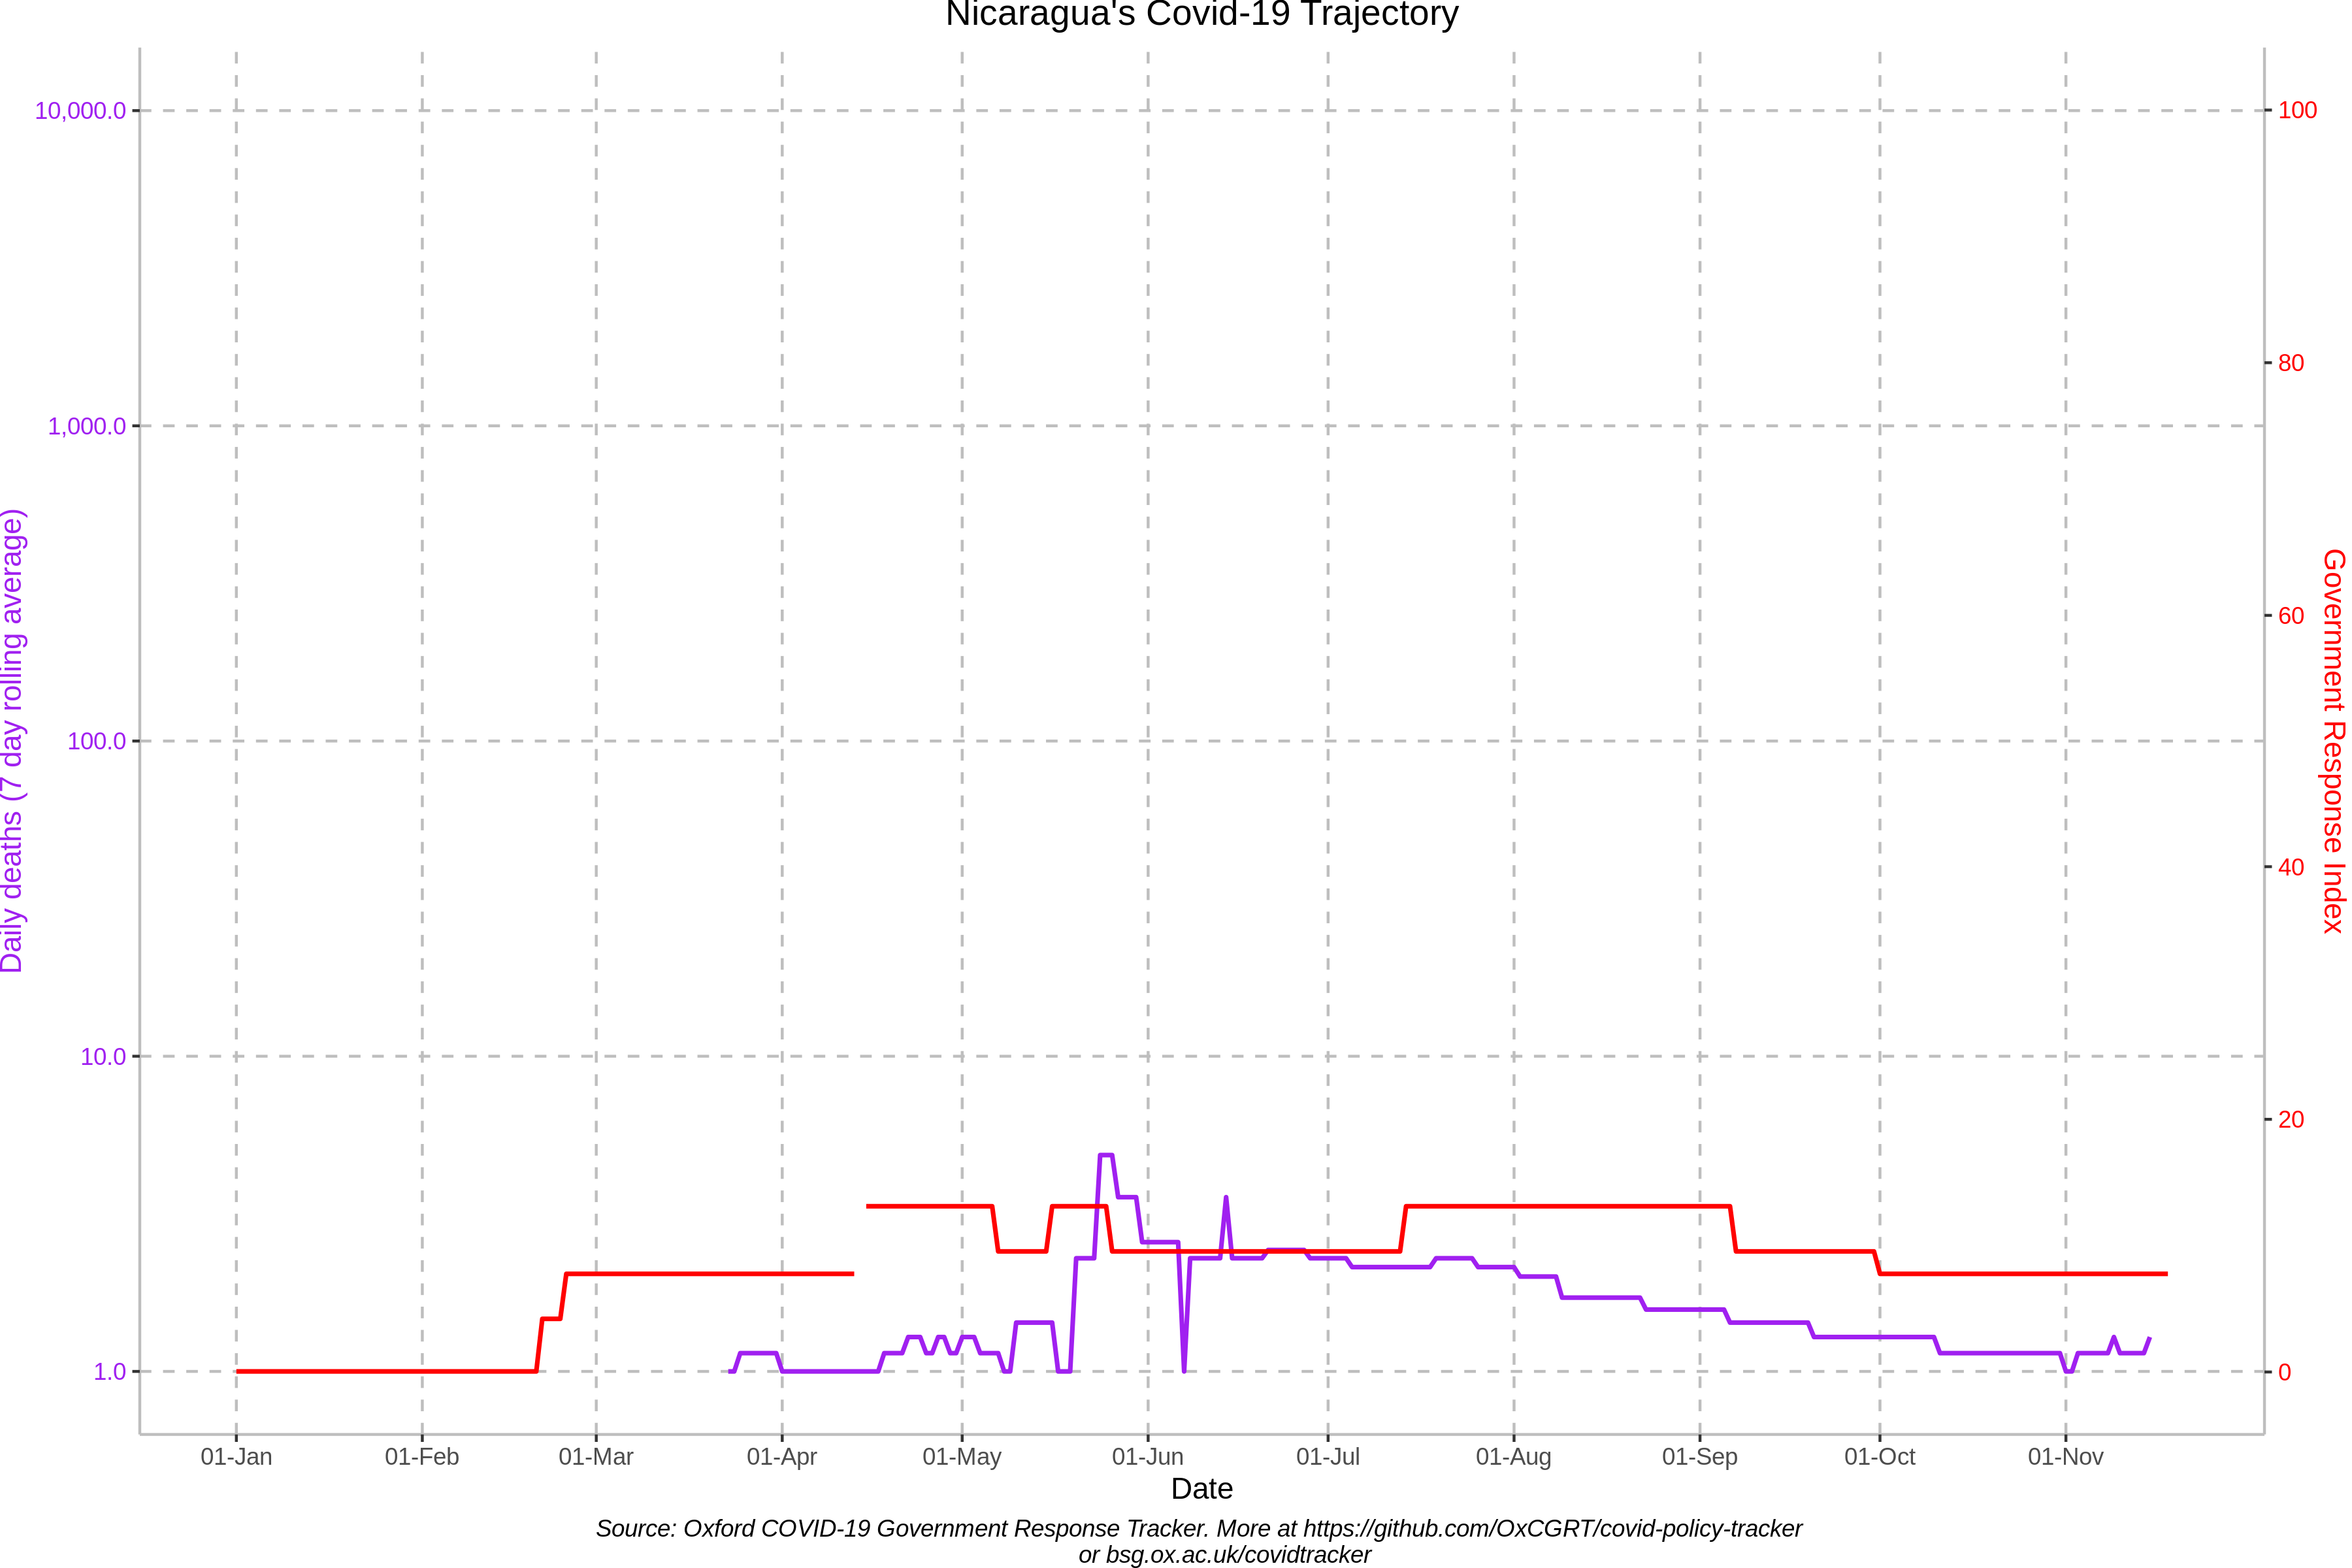 Nicaragua's Covid-19 Trajectory
10,000.0
1,000.0
100.0
10.0
1.0
Daily deaths (7 day rolling average)
100
80
60
40
20
0
Government Response Index
01-Jan 01-Feb 01-Mar 01-Apr 01-May 01-Jun 01-Jul 01-Aug 01-Sep 01-Oct 01-Nov
Date
Source: Oxford COVID-19 Government Response Tracker. More at https://github.com/OxCGRT/covid-policy-tracker
or bsg.ox.ac.uk/covidtracker